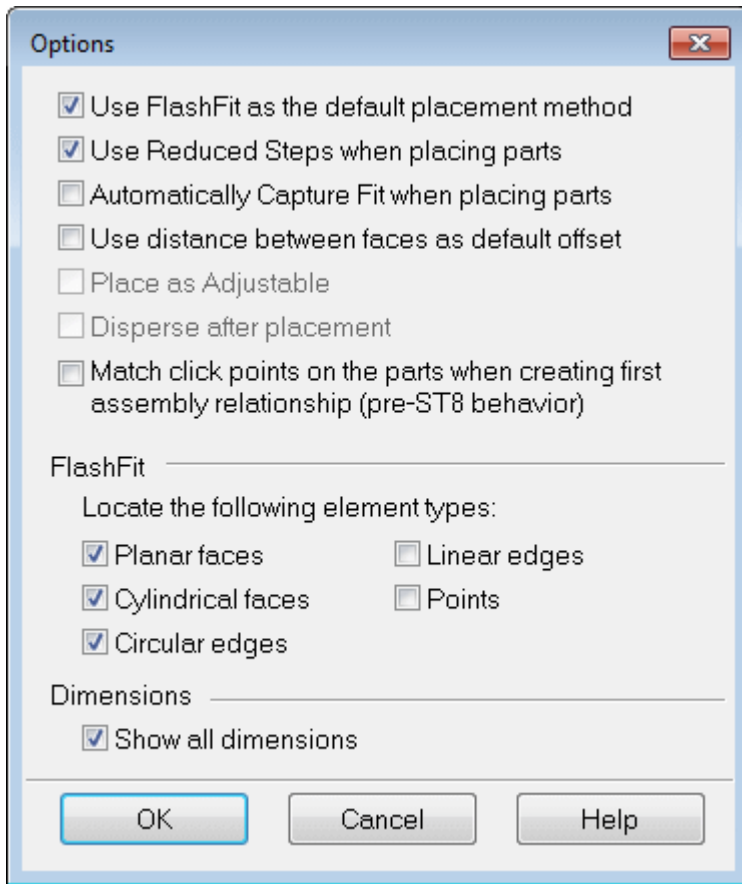 Options
Use FlashFit as the default placement method
Use Reduced Steps when placing parts
Automatically Capture Fit when placing parts
Use distance between faces as default offset
Place as Adjustable
Disperse after placement
Match click points on the parts when creating first
assembly relationship (pre-ST8 behavior)
FlashFit
Locate the following element types:
Planar faces
Linear edges
Cylindrical faces
Points
Circular edges
Dimensions
Show all dimensions
OK
Cancel
Help